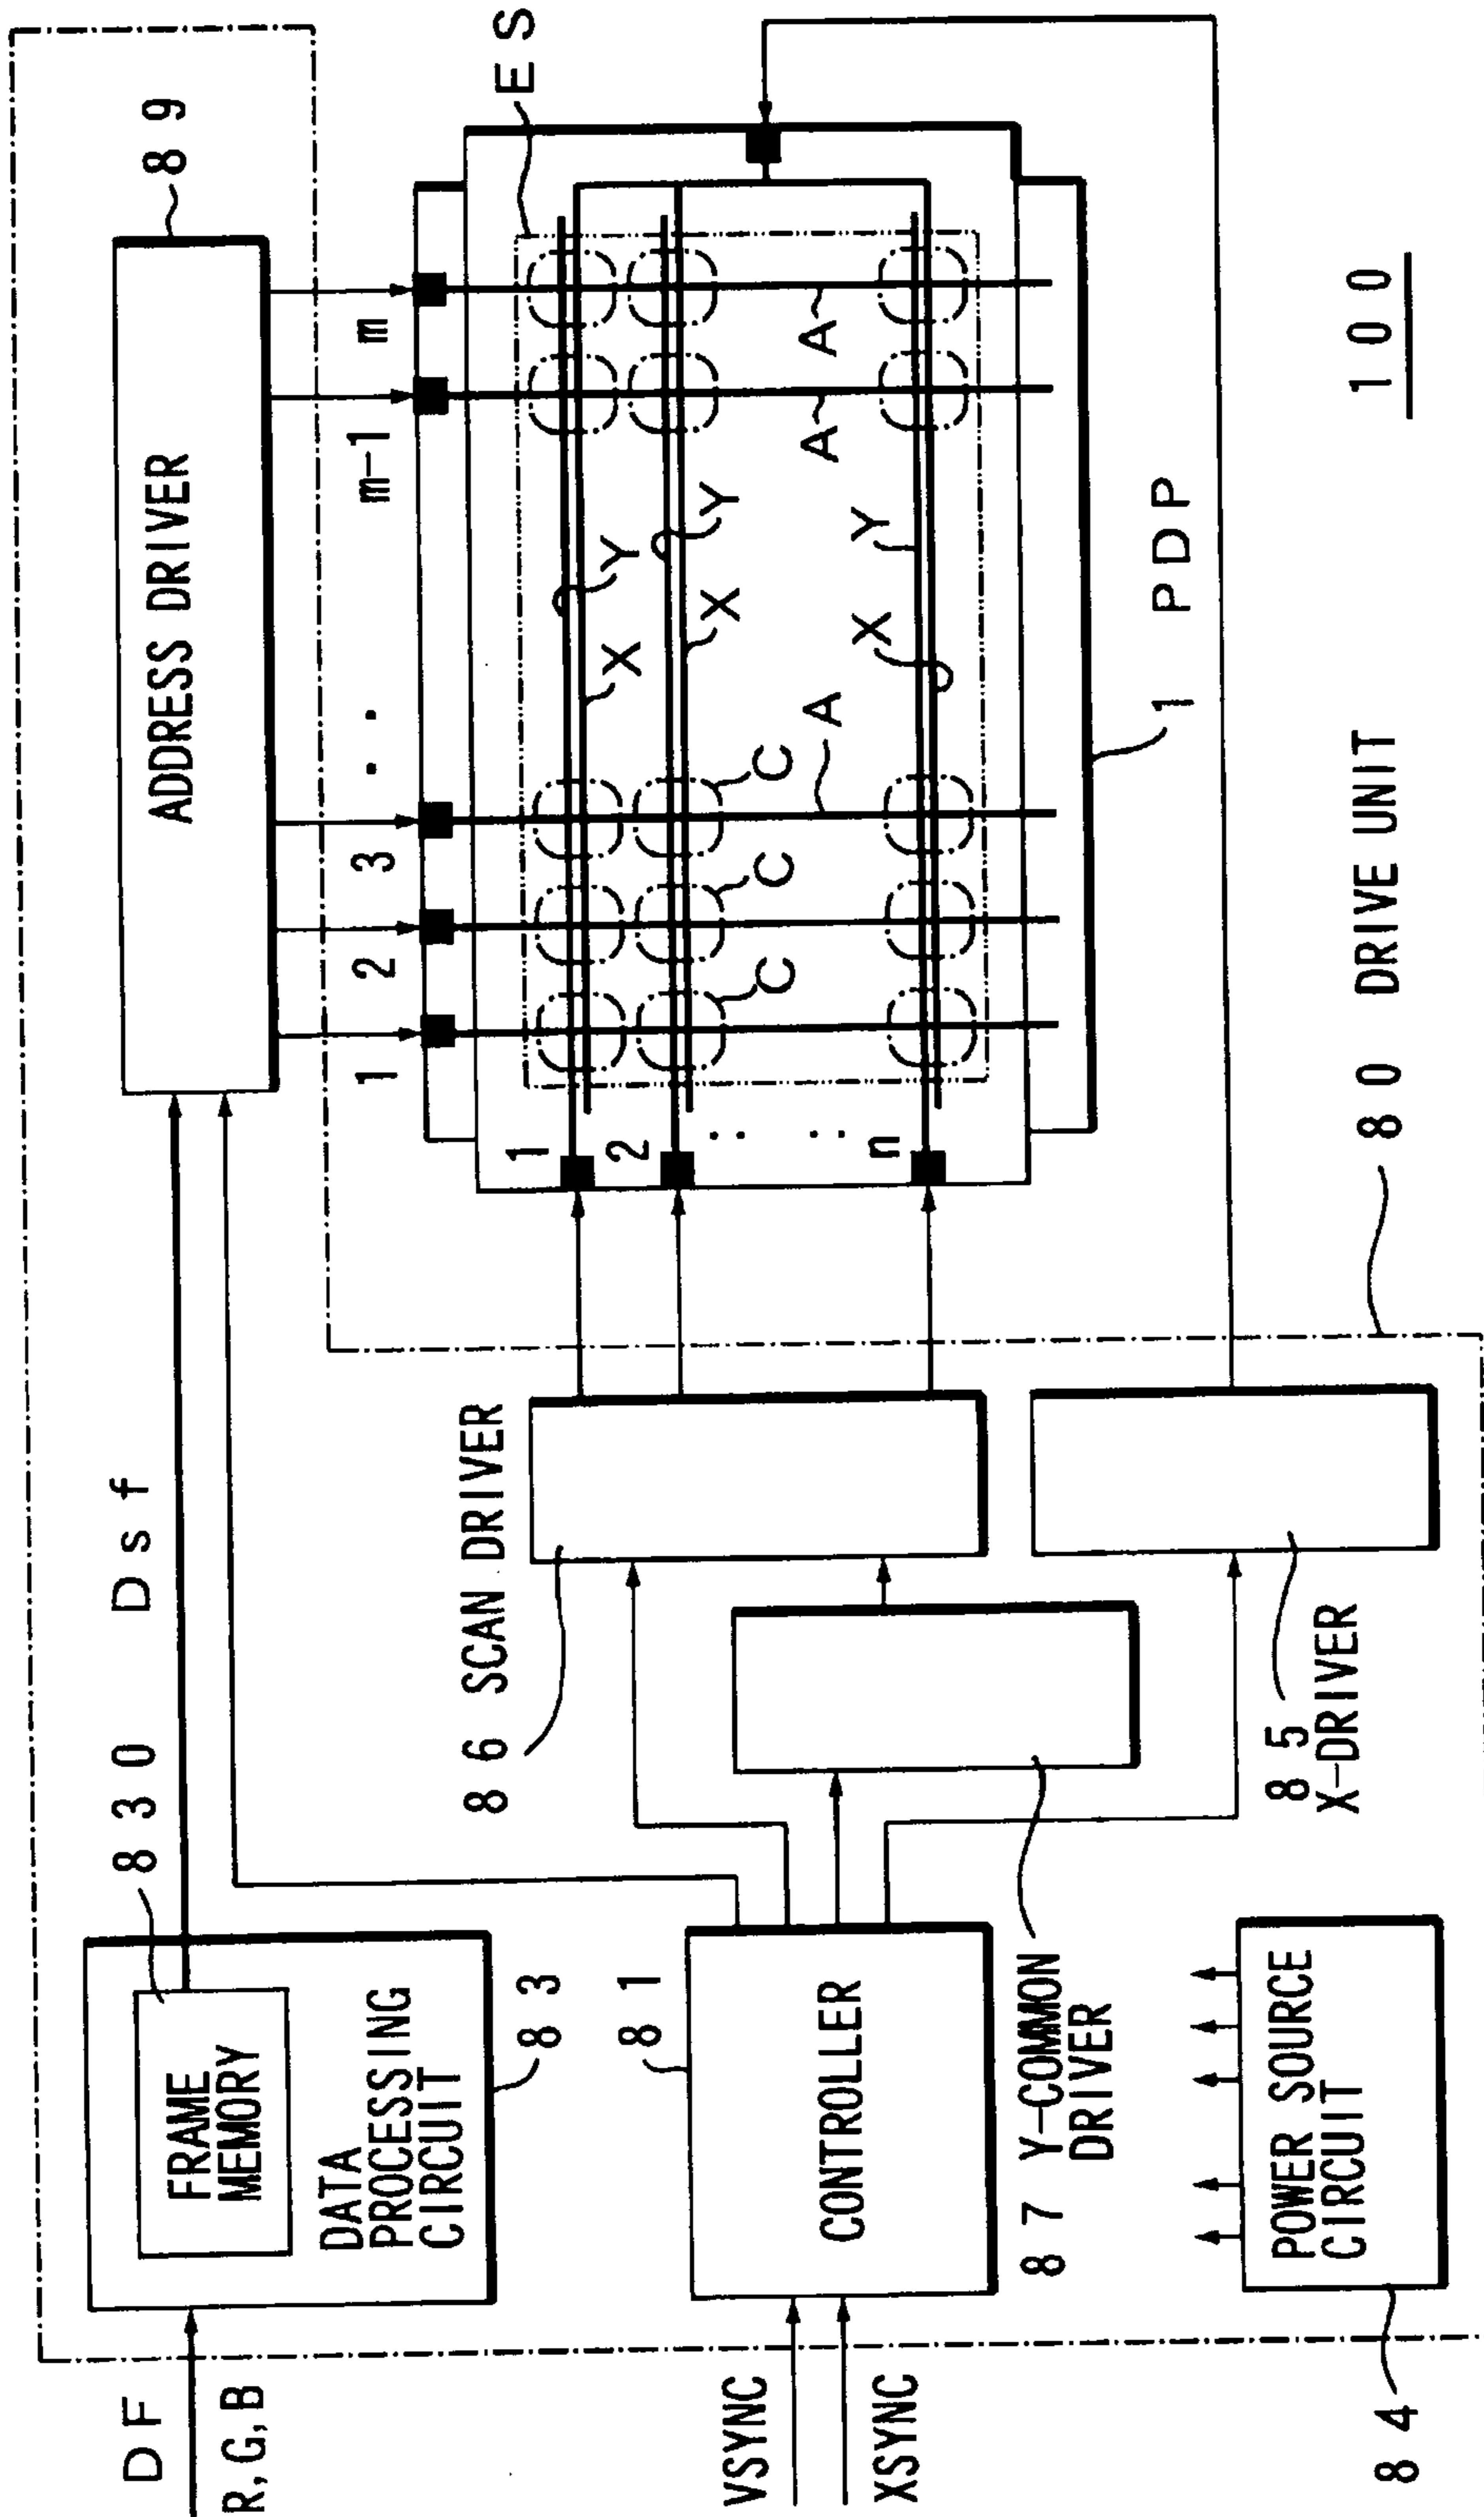 DF
R,G,B
VSYNC
XSYNC
FRAME
MEMORY
DATA
PROCESSING
CIRCUIT
830
Dsf
83
81
CONTROLLER
ADDRESS DRIVER
89
86 SCAN DRIVER
87 Y-COMMON
DRIVER
85
X-DRIVER
84
POWER SOURCE
CIRCUIT
80 DRIVE UNIT
1 2 3 . . m-1 m
1
2
:
:
n
ES
X
Y
X
Y
X
Y
A
A
A
C
C
C
1 PDP
100